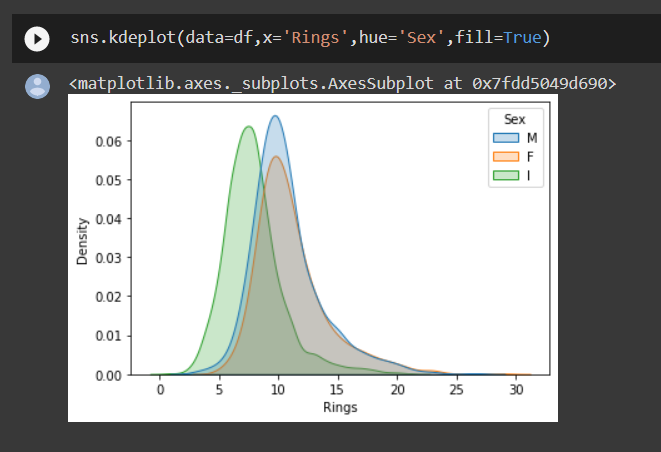 sns.kdeplot(data=df,x='Rings',hue='Sex',fill=True)
<matplotlib.axes._subplots.AxesSubplot at 0x7fdd5049d690>
Sex
M
F
I
0.06
0.05
0.04
0.03
0.02
0.01
0.00
Density
0 5 10 15 20 25 30
Rings